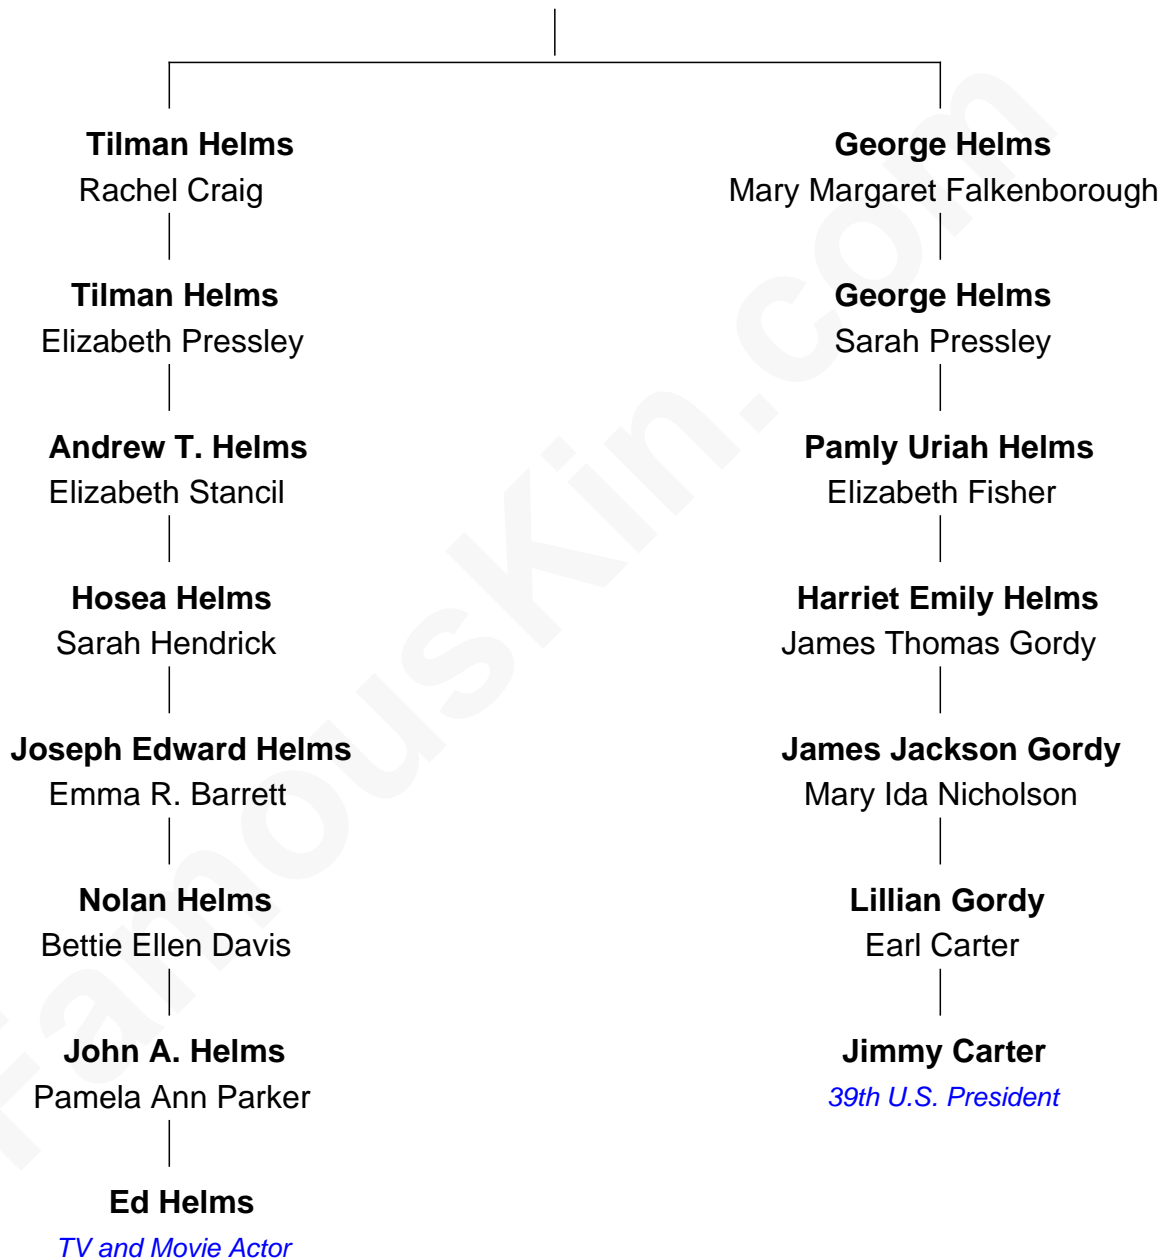 Tilman Helms
Rachel Craig
Tilman Helms
Elizabeth Pressley
Andrew T. Helms
Elizabeth Stancil
Hosea Helms
Sarah Hendrick
Joseph Edward Helms
Emma R. Barrett
Nolan Helms
Bettie Ellen Davis
John A. Helms
Pamela Ann Parker
Ed Helms
TV and Movie Actor
George Helms
Mary Margaret Falkenborough
George Helms
Sarah Pressley
Pamly Uriah Helms
Elizabeth Fisher
Harriet Emily Helms
James Thomas Gordy
James Jackson Gordy
Mary Ida Nicholson
Lillian Gordy
Earl Carter
Jimmy Carter
39th U.S. President
FamousKin.com